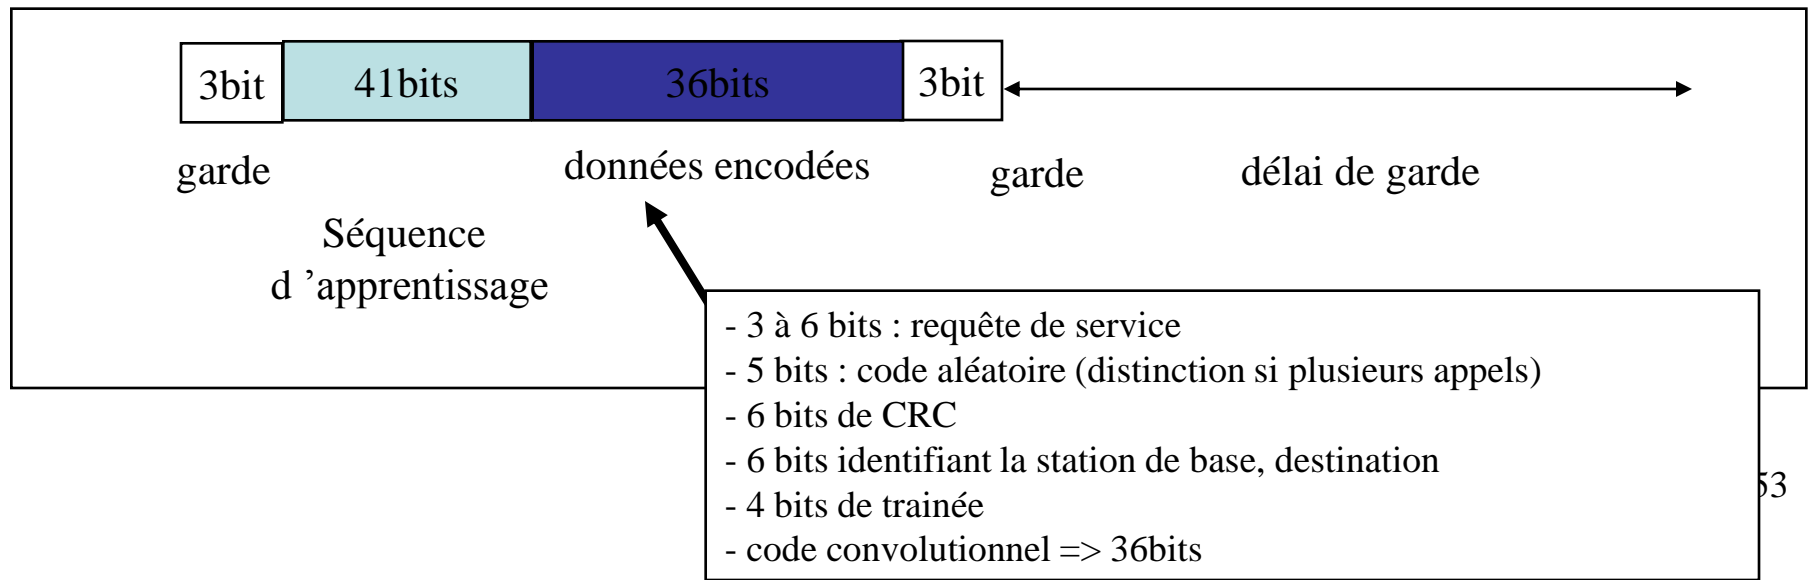 3bit 41bits 36bits 3bit
garde données encodées garde délai de garde
Séquence
d ’apprentissage
- 3 à 6 bits : requête de service
- 5 bits : code aléatoire (distinction si plusieurs appels)
- 6 bits de CRC
- 6 bits identifiant la station de base, destination
- 4 bits de trainée
- code convolutionnel => 36bits
53